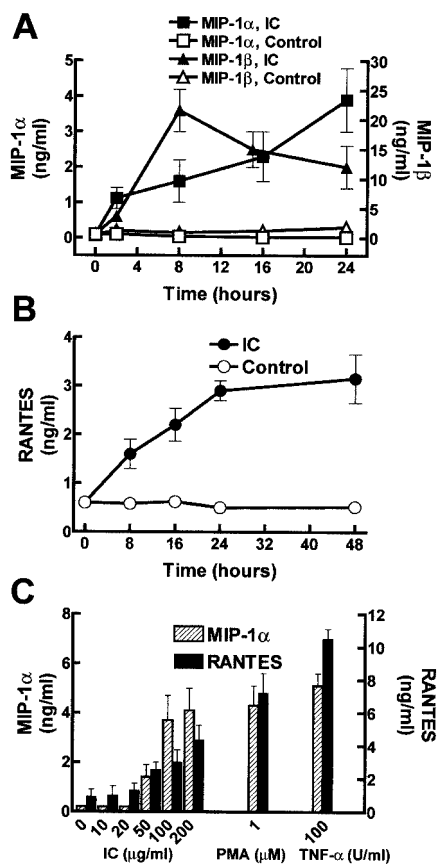 A
MIP-1α, IC
MIP-1α, Control
MIP-1β, IC
MIP-1β, Control
5
4
3
2
1
0
MIP-1α
(ng/ml)
30
25
20
15
10
5
0
MIP-1β
(ng/ml)
0 4 8 12 16 20 24
Time (hours)
B
IC
Control
4
3
2
1
0
RANTES
(ng/ml)
0 8 16 24 32 40 48
Time (hours)
C
MIP-1α
RANTES
8
6
4
2
0
MIP-1α
(ng/ml)
12
10
8
6
4
2
0
RANTES
(ng/ml)
0 10 20 50 100 200 1 100
IC (µg/ml) PMA (µM) TNF-α (U/ml)